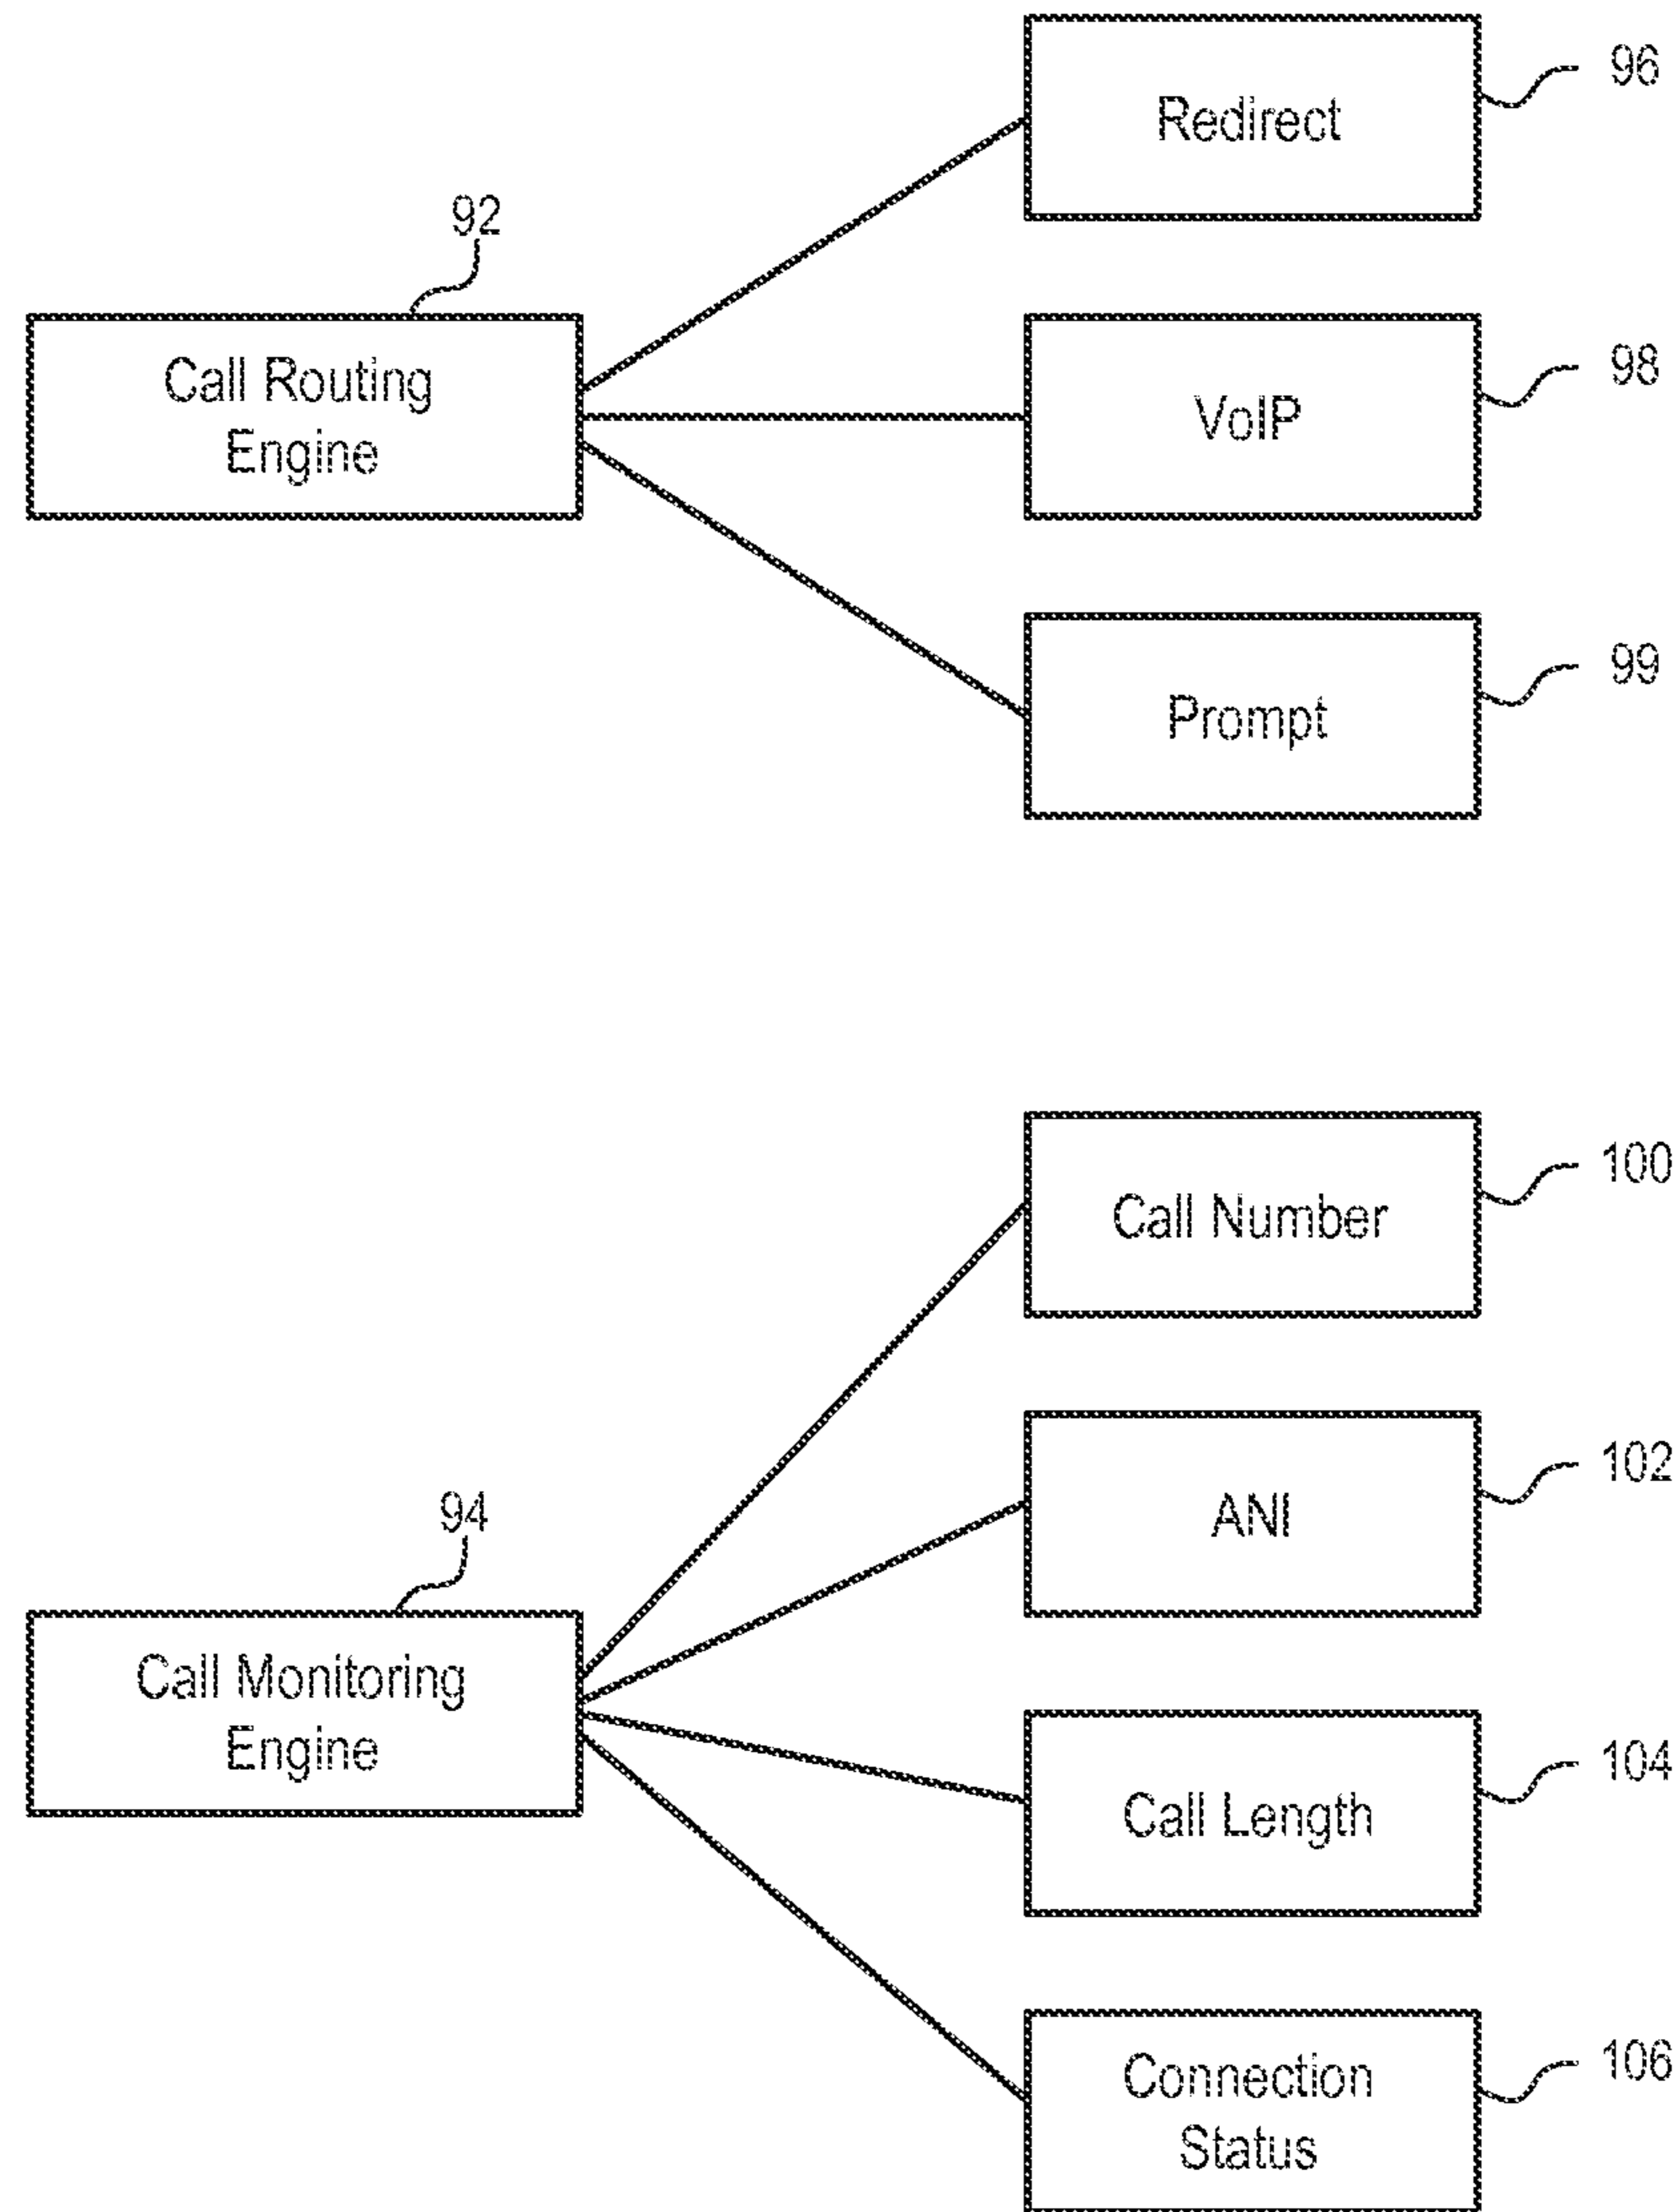 Redirect
96
92
Call Routing
Engine
VoIP
98
Prompt
99
Call Number
100
ANI
102
94
Call Monitoring
Engine
Call Length
104
Connection
Status
106